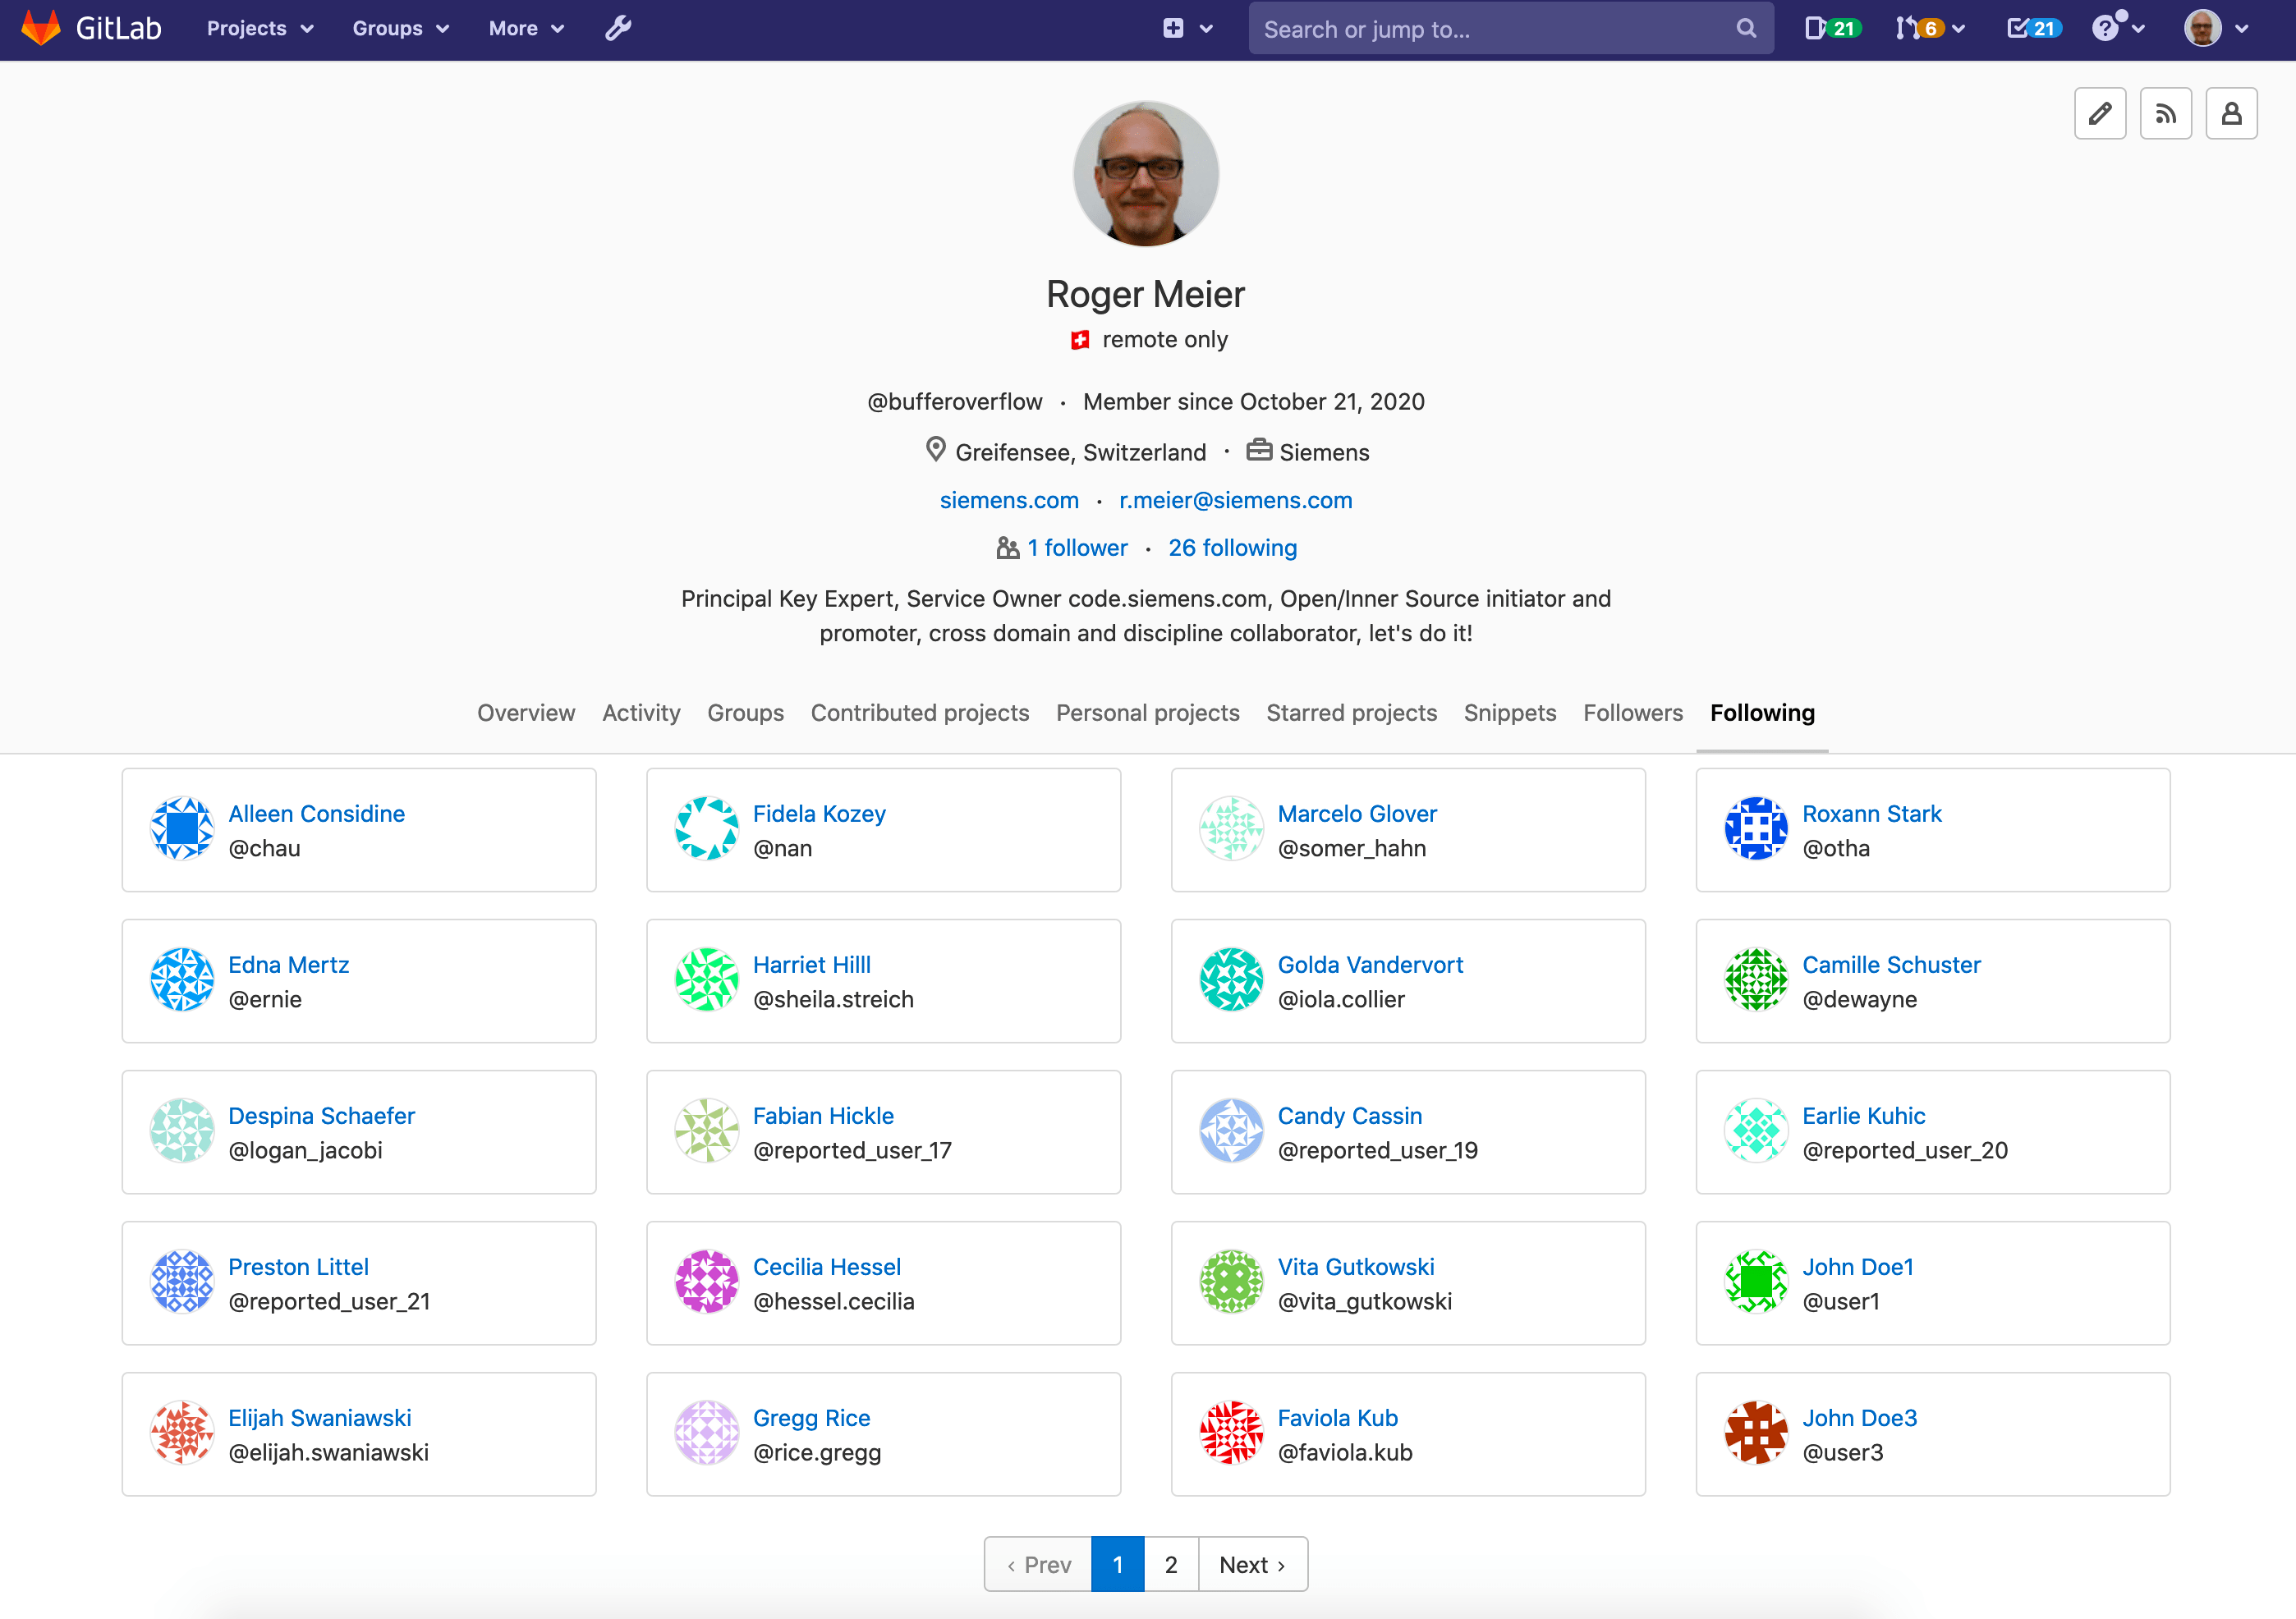 GitLab Projects Groups More Search or jump to... 21 6 21
Roger Meier
remote only
@bufferoverflow · Member since October 21, 2020
Greifensee, Switzerland · Siemens
siemens.com · r.meier@siemens.com
1 follower · 26 following
Principal Key Expert, Service Owner code.siemens.com, Open/Inner Source initiator and
promoter, cross domain and discipline collaborator, let's do it!
Overview Activity Groups Contributed projects Personal projects Starred projects Snippets Followers Following
Alleen Considine Fidela Kozey Marcelo Glover Roxann Stark
@chau @nan @somer_hahn @otha
Edna Mertz Harriet Hilll Golda Vandervort Camille Schuster
@ernie @sheila.streich @iola.collier @dewayne
Despina Schaefer Fabian Hickle Candy Cassin Earlie Kuhic
@logan_jacobi @reported_user_17 @reported_user_19 @reported_user_20
Preston Littel Cecilia Hessel Vita Gutkowski John Doe1
@reported_user_21 @hessel.cecilia @vita_gutkowski @user1
Elijah Swaniawski Gregg Rice Faviola Kub John Doe3
@elijah.swaniawski @rice.gregg @faviola.kub @user3
‹ Prev 1 2 Next ›